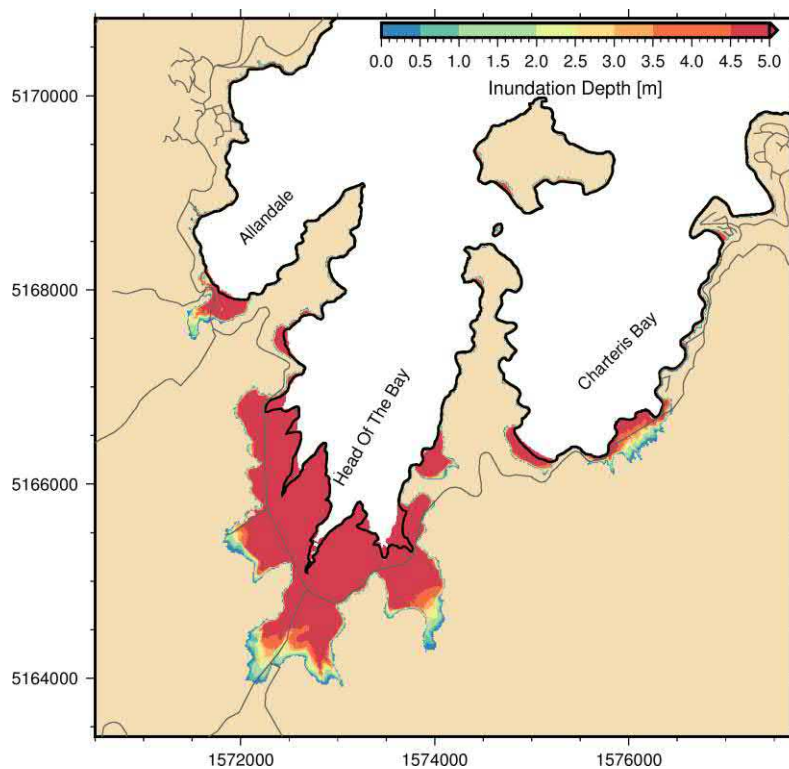 0.0 0.5 1.0 1.5 2.0 2.5 3.0 3.5 4.0 4.5 5.0
Inundation Depth [m]
5170000
Allandale
5168000
Charteris Bay
Head Of The Bay
5166000
5164000
1572000 1574000 1576000